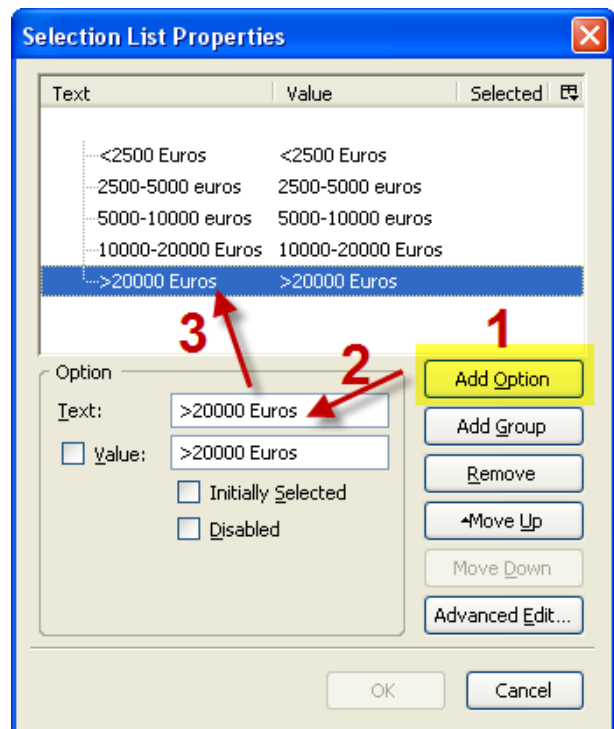 Selection List Properties
Text Value Selected
<2500 Euros <2500 Euros
2500-5000 euros 2500-5000 euros
5000-10000 euros 5000-10000 euros
10000-20000 Euros 10000-20000 Euros
>20000 Euros >20000 Euros
3 2 1
Option
Add Option
Text: >20000 Euros
Add Group
Value: >20000 Euros
Remove
Initially Selected
Move Up
Disabled
Move Down
Advanced Edit...
OK Cancel